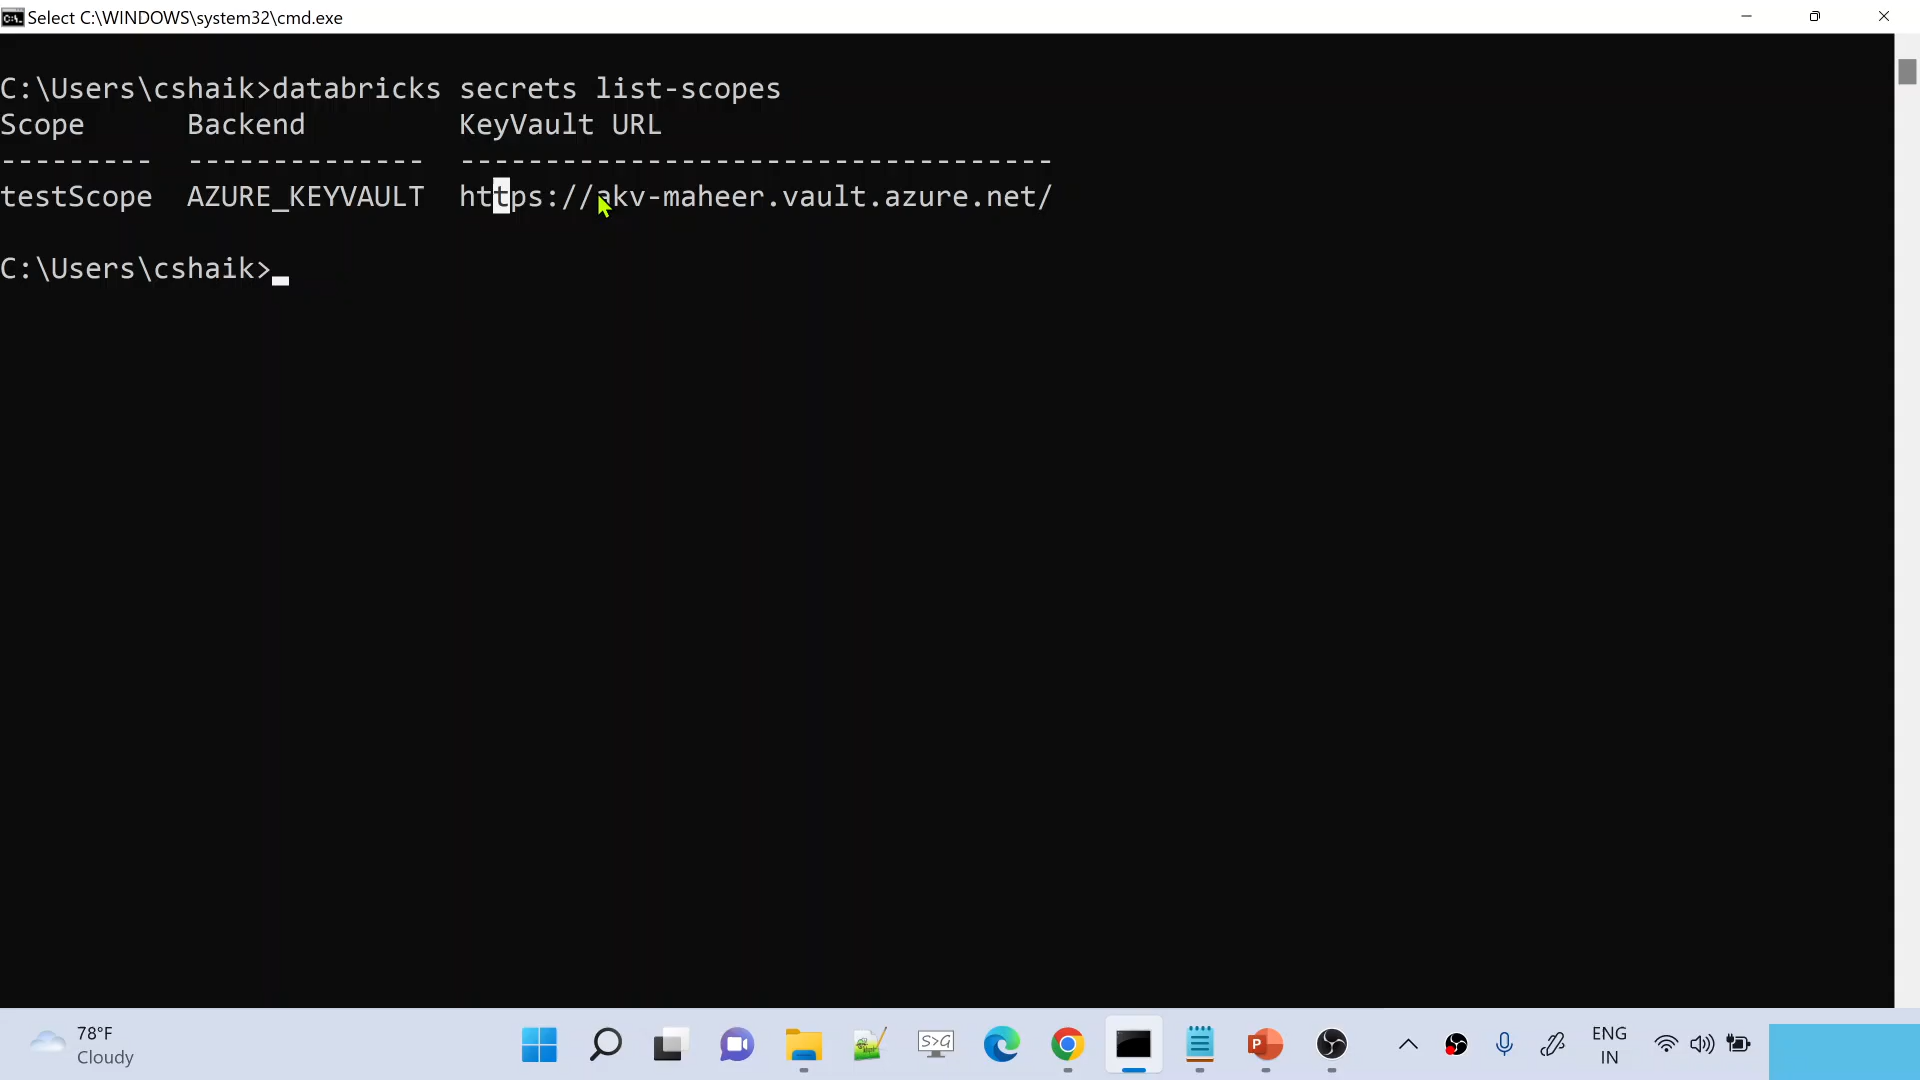 Select C:\WINDOWS\system32\cmd.exe
C:\Users\cshaik>databricks secrets list-scopes
Scope      Backend         KeyVault URL
---------  --------------  -----------------------------------
testScope  AZURE_KEYVAULT  https://akv-maheer.vault.azure.net/
C:\Users\cshaik>
78°F
Cloudy
S>G
ENG
IN